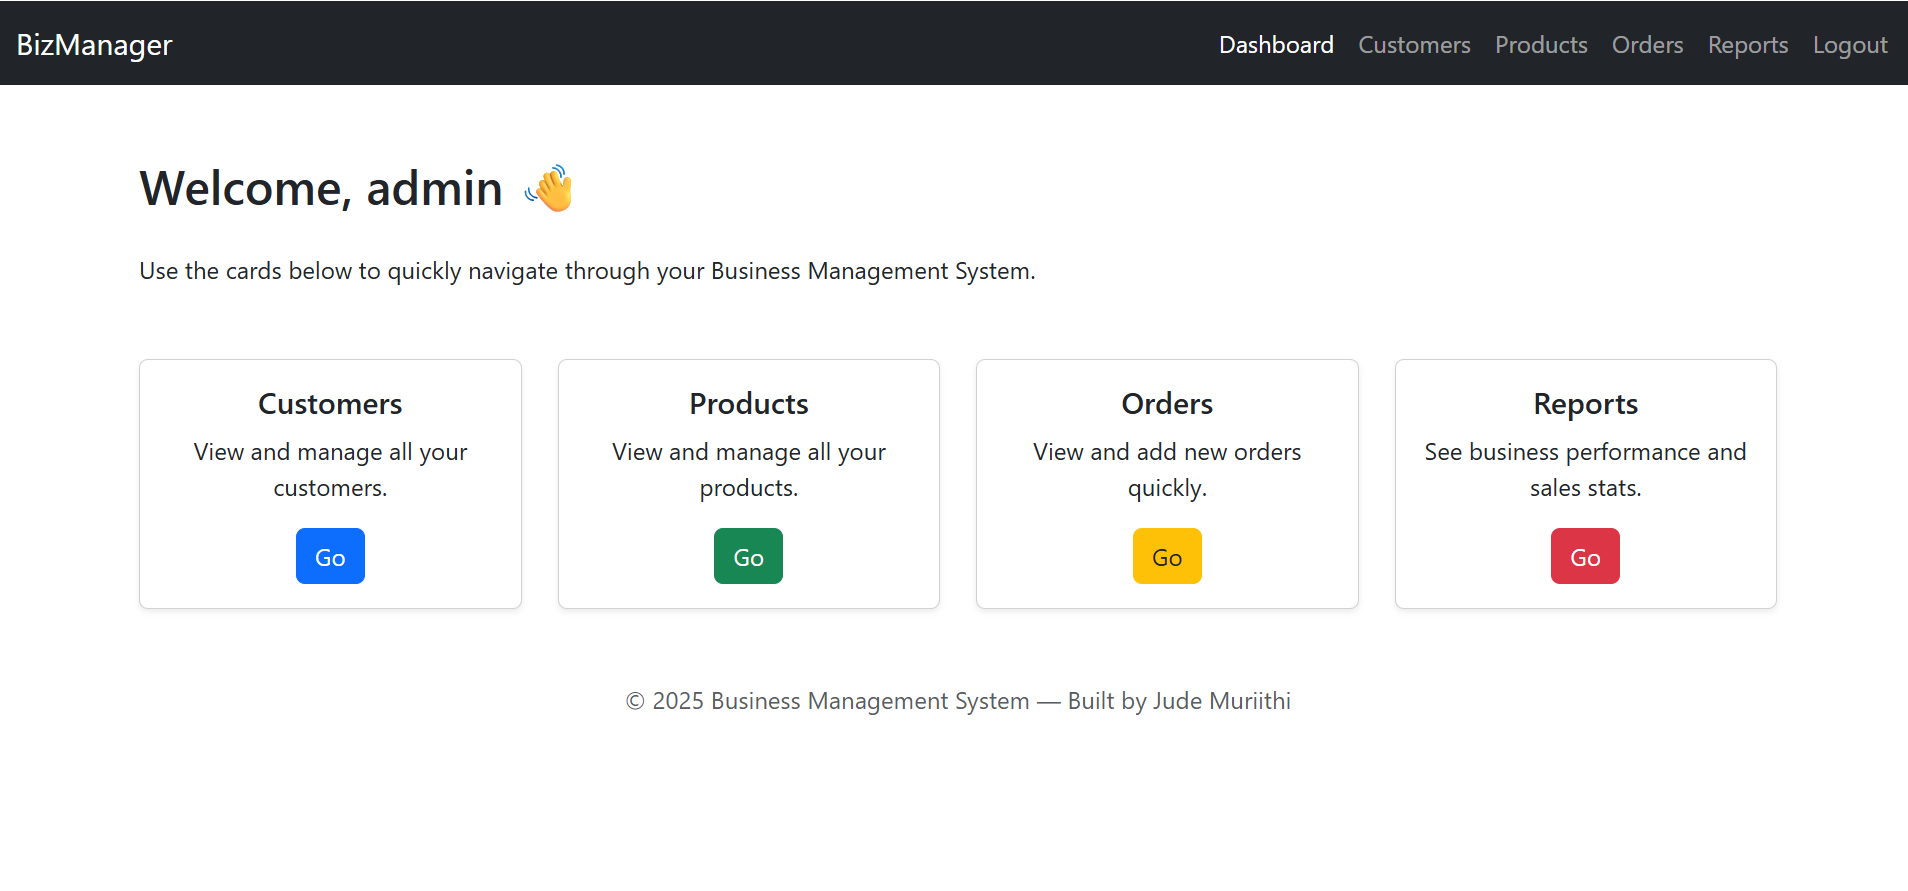 BizManager
Dashboard Customers Products Orders Reports Logout
Welcome, admin 👋
Use the cards below to quickly navigate through your Business Management System.
Customers
View and manage all your
customers.
Go
Products
View and manage all your
products.
Go
Orders
View and add new orders
quickly.
Go
Reports
See business performance and
sales stats.
Go
© 2025 Business Management System — Built by Jude Muriithi